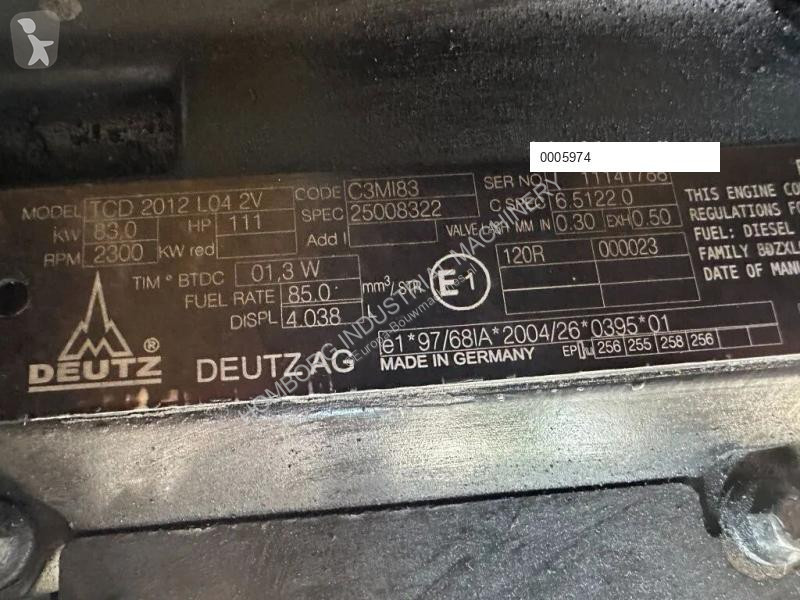 0005974
MODEL TCD 2012 L04 2V CODE C3MI83 SER NO.
kW 83.0 HP 111 SPEC 25008322 C.SPEC 6.5122.0
RPM 2300 KW red Add I VALVE LASH MM IN 0.30 EXH 0.50
TIM ° BTDC 01,3 W
FUEL RATE 85.0 mm³/STR.
DISPL 4.038
E1
120R 000023
e1*97/68IA*2004/26*0395*01
DEUTZ ® DEUTZ AG MADE IN GERMANY 256 255 258 256
THIS ENGINE CO
REGULATIONS FO
FUEL: DIESEL
FAMILY
DATE OF MAN
HOMBURG INDUSTRIAL MACHINERY